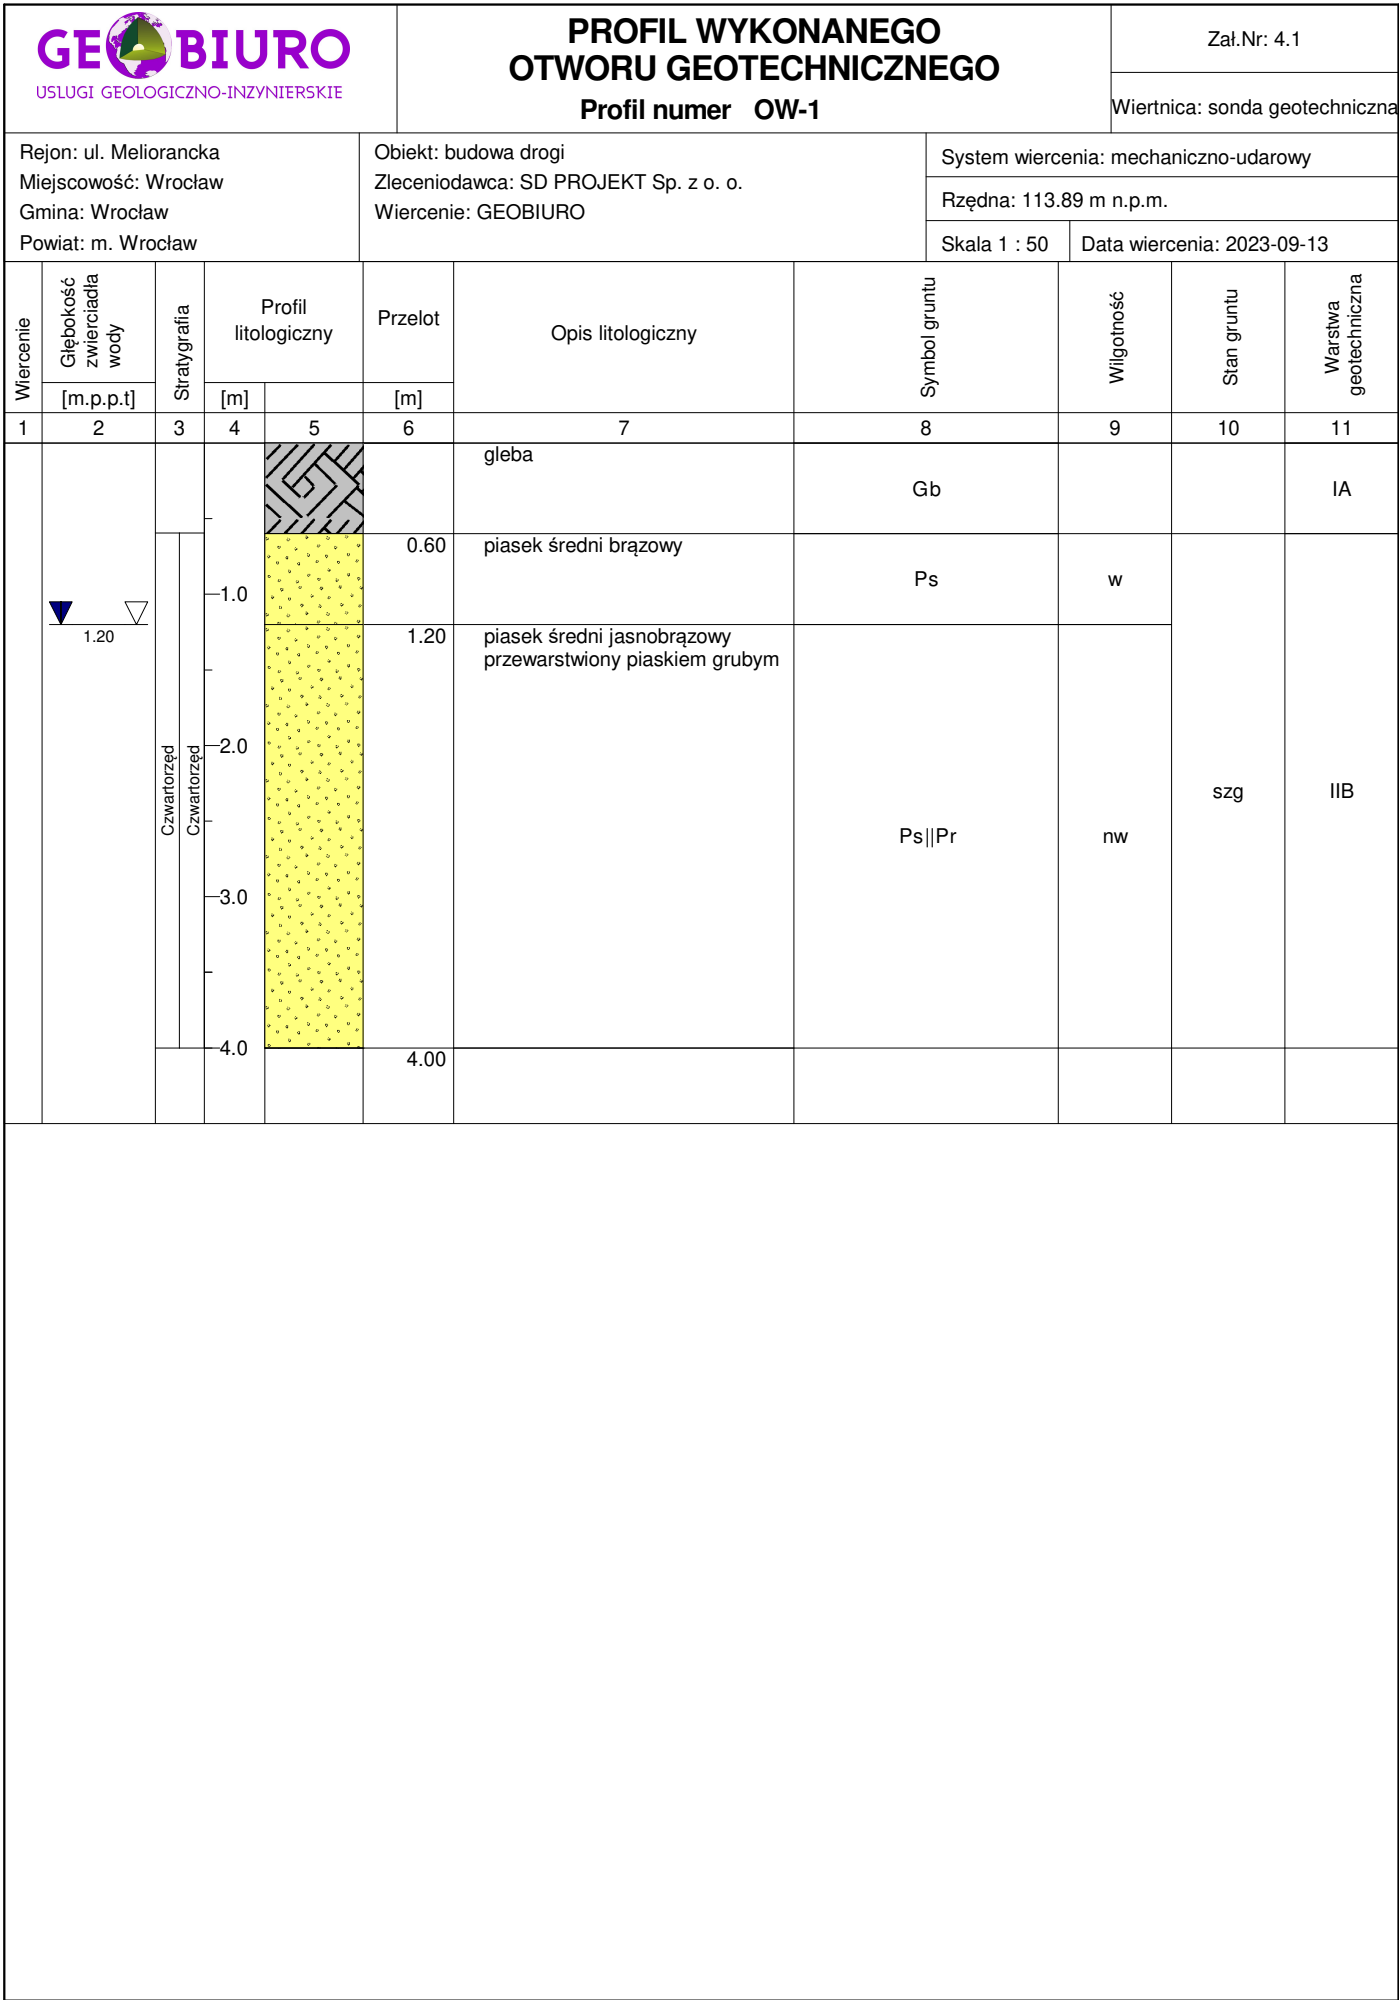 GEOBIURO
USLUGI GEOLOGICZNO-INZYNIERSKIE
PROFIL WYKONANEGO
OTWORU GEOTECHNICZNEGO
Profil numer OW-1
Zał.Nr: 4.1
Wiertnica: sonda geotechniczna
Rejon: ul. Meliorancka
Miejscowość: Wrocław
Gmina: Wrocław
Powiat: m. Wrocław
Obiekt: budowa drogi
Zleceniodawca: SD PROJEKT Sp. z o. o.
Wiercenie: GEOBIURO
System wiercenia: mechaniczno-udarowy
Rzędna: 113.89 m n.p.m.
Skala 1 : 50
Data wiercenia: 2023-09-13
Wiercenie
Głębokość
zwierciadła
wody
[m.p.p.t]
Stratygrafia
Profil
litologiczny
[m]
Przelot
[m]
Opis litologiczny
Symbol gruntu
Wilgotność
Stan gruntu
Warstwa
geotechniczna
1 2 3 4 5 6 7 8 9 10 11
gleba
Gb
IA
0.60
piasek średni brązowy
Ps
w
1.0
1.20
1.20
piasek średni jasnobrązowy
przewarstwiony piaskiem grubym
2.0
Czwartorzęd
Czwartorzęd
szg
IIB
Ps||Pr
nw
3.0
4.0
4.00